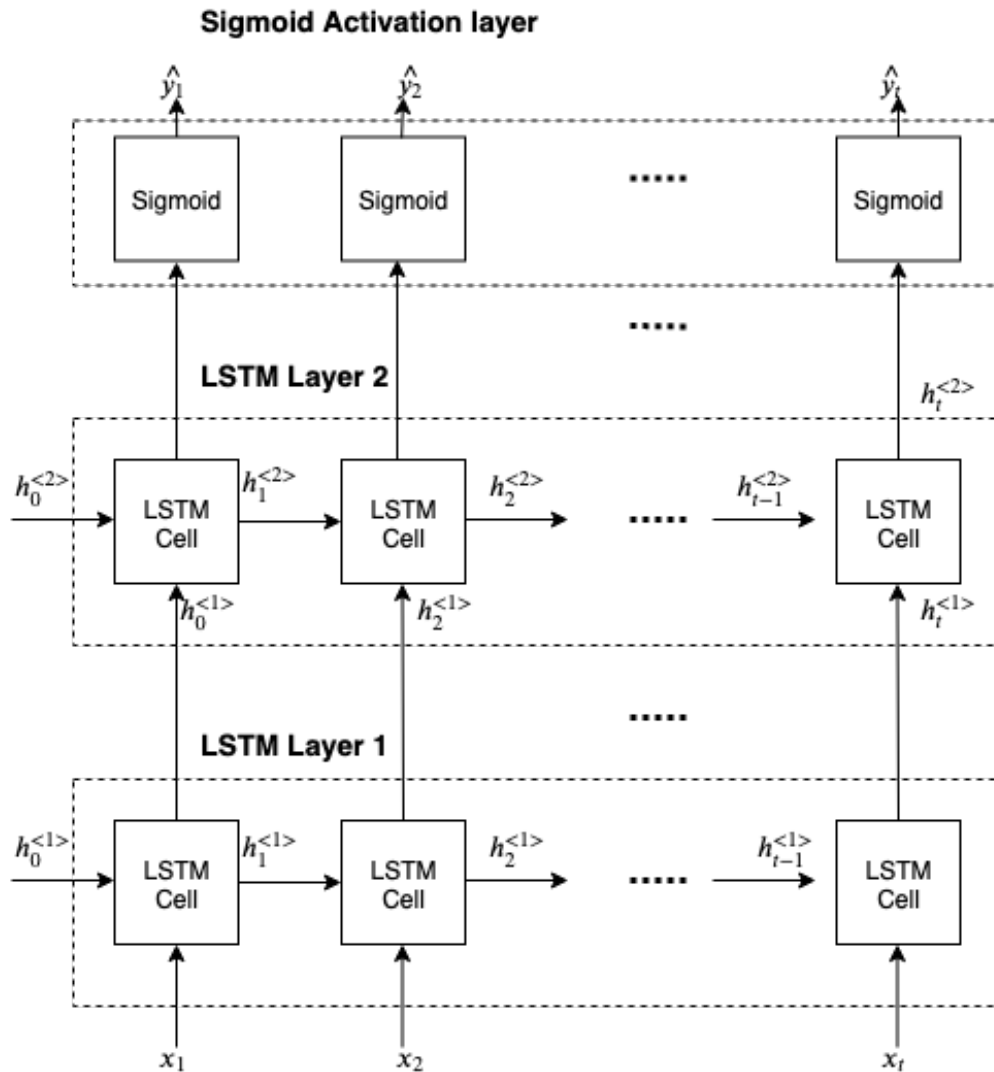 Sigmoid Activation layer
ŷ₁ ŷ₂ ŷₜ
Sigmoid Sigmoid ..... Sigmoid
.....
LSTM Layer 2
hₜ^{<2>}
h₀^{<2>} LSTM Cell h₁^{<2>} LSTM Cell h₂^{<2>} ..... hₜ₋₁^{<2>} LSTM Cell
h₀^{<1>} h₂^{<1>} hₜ^{<1>}
.....
LSTM Layer 1
h₀^{<1>} LSTM Cell h₁^{<1>} LSTM Cell h₂^{<1>} ..... hₜ₋₁^{<1>} LSTM Cell
x₁ x₂ xₜ